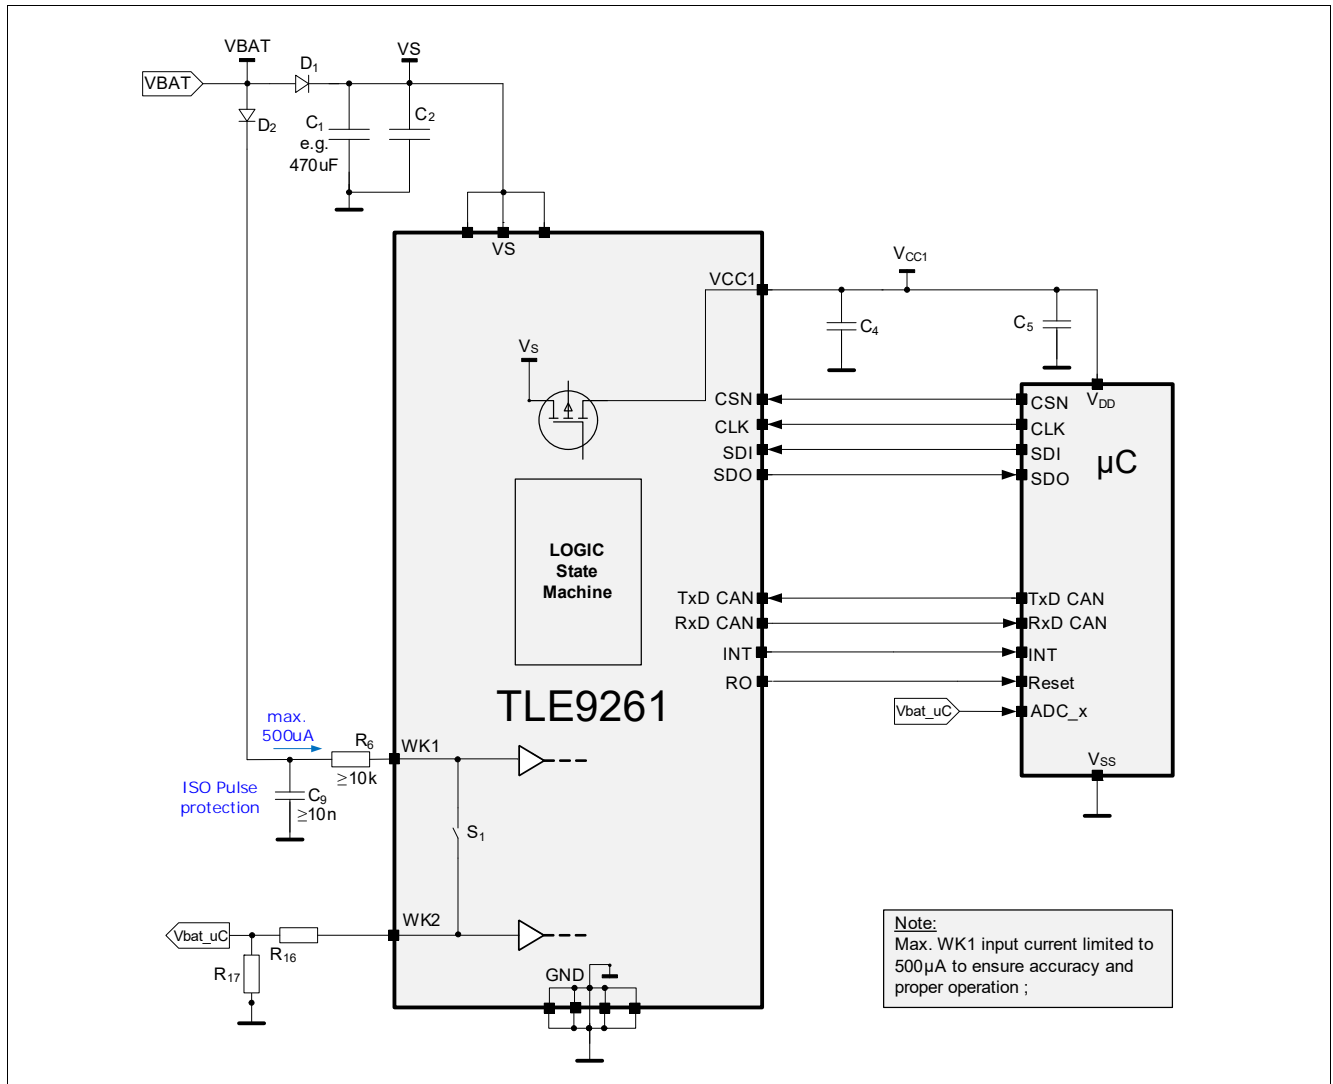 VBAT
VS
VBAT
D1
D2
C1
e.g.
470uF
C2
VS
VCC1
VCC1
C4
C5
VS
CSN
CLK
SDI
SDO
CSN
VDD
CLK
SDI
SDO
µC
LOGIC
State
Machine
TxD CAN
RxD CAN
INT
RO
TxD CAN
RxD CAN
INT
Reset
Vbat_uC
ADC_x
VSS
TLE9261
max.
500uA
R6
≥10k
WK1
ISO Pulse
protection
C9
≥10n
S1
WK2
Vbat_uC
R16
R17
GND
Note:
Max. WK1 input current limited to
500µA to ensure accuracy and
proper operation ;